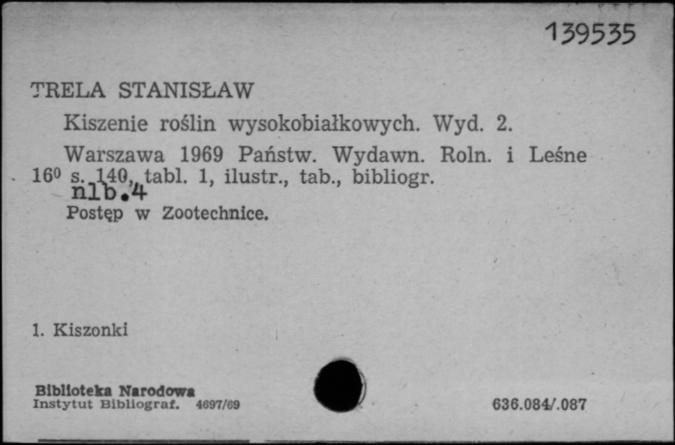 139535
TRELA STANISŁAW
Kiszenie roślin wysokobiałkowych. Wyd. 2.
Warszawa 1969 Państw. Wydawn. Roln. i Leśne
16⁰ s. 140, tabl. 1, ilustr., tab., bibliogr.
nlb.4
Postęp w Zootechnice.
1. Kiszonki
Biblioteka Narodowa
Instytut Bibliograf. 4697/69
636.084/.087